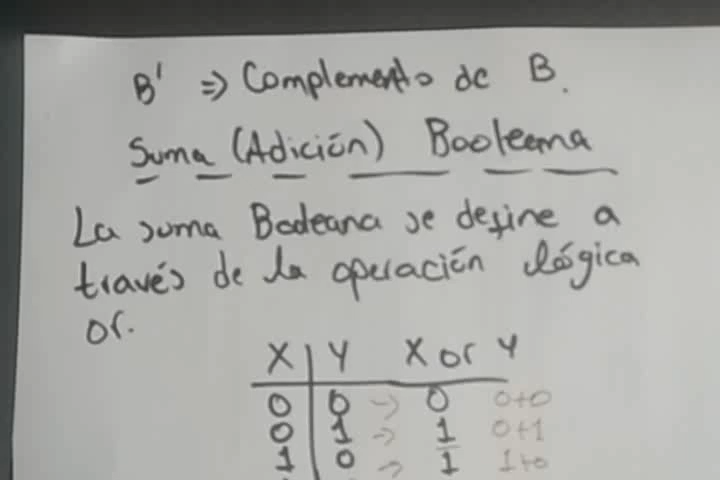 B' ⇒ Complemento de B.
Suma (Adición) Booleana
La suma Booleana se define a
través de la operación lógica
or.
X | Y X or Y
0 | 0 → 0 0+0
0 | 1 → 1 0+1
1 | 0 → 1 1+0